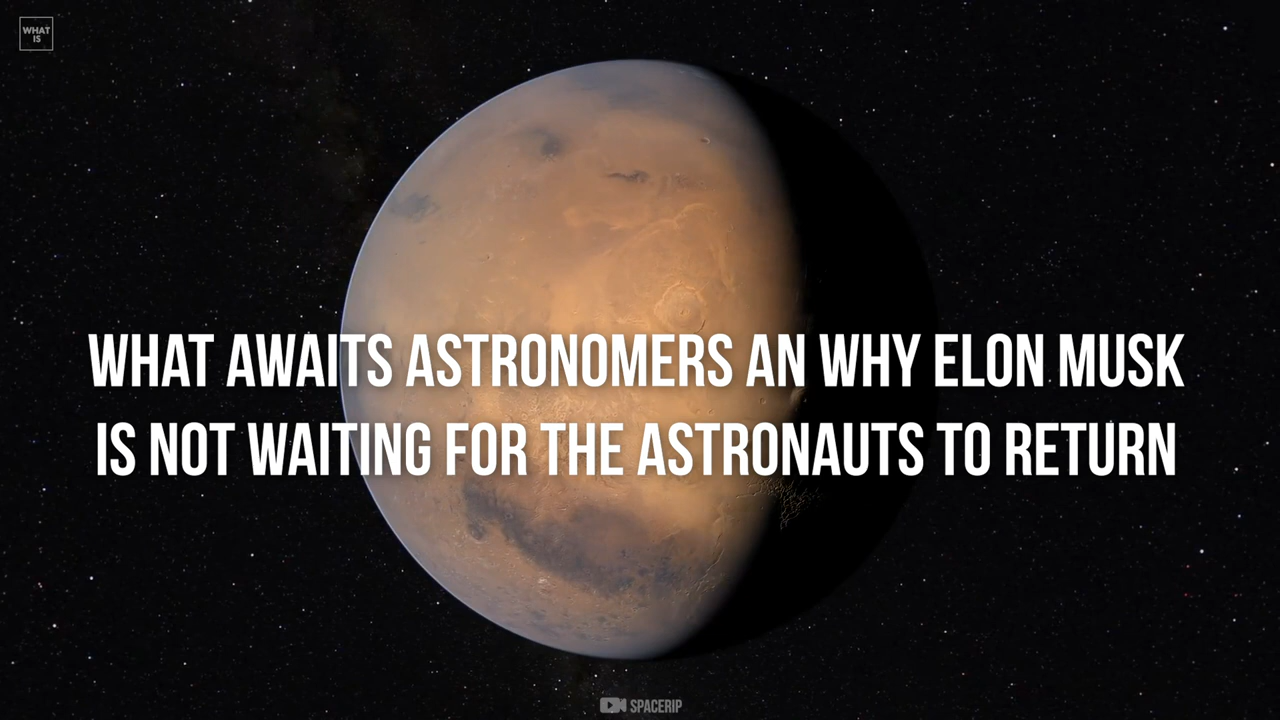 WHAT
IS
WHAT AWAITS ASTRONOMERS AN WHY ELON MUSK
IS NOT WAITING FOR THE ASTRONAUTS TO RETURN
SPACERIP